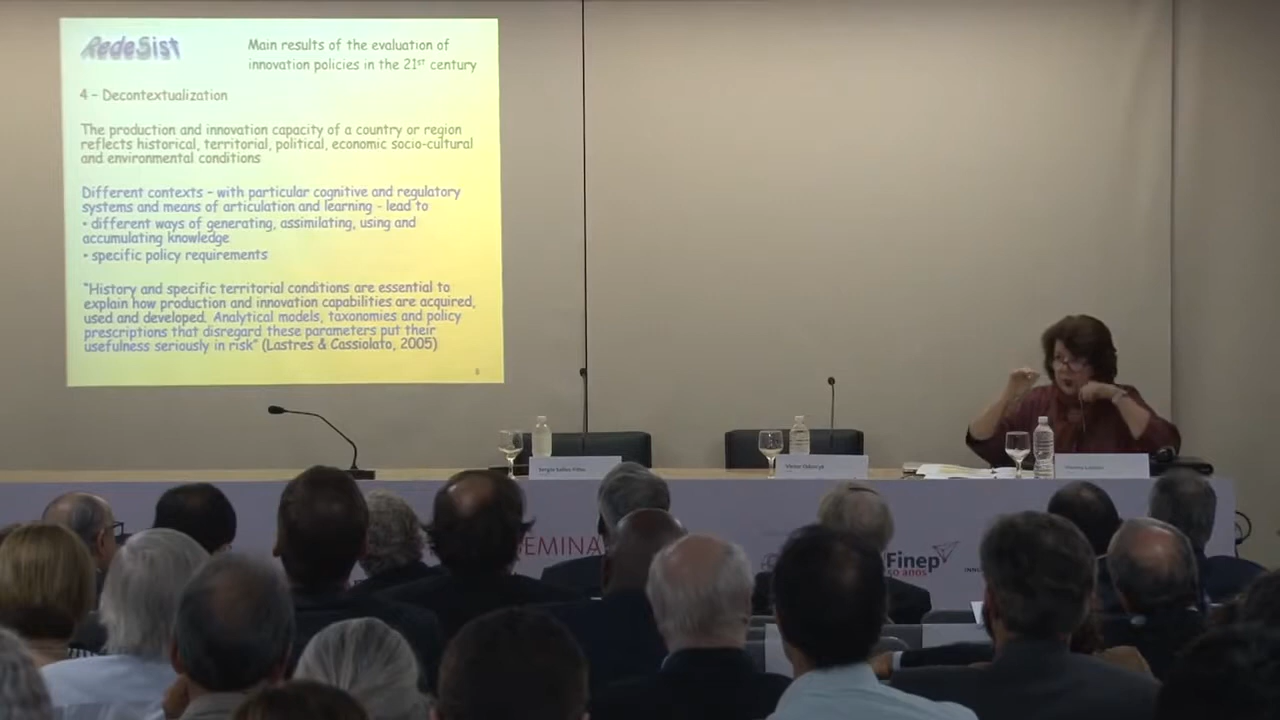 RedeSist
Main results of the evaluation of
innovation policies in the 21st century
4 – Decontextualization
The production and innovation capacity of a country or region
reflects historical, territorial, political, economic socio-cultural
and environmental conditions
Different contexts – with particular cognitive and regulatory
systems and means of articulation and learning - lead to
• different ways of generating, assimilating, using and
accumulating knowledge
• specific policy requirements
“History and specific territorial conditions are essential to
explain how production and innovation capabilities are acquired,
used and developed. Analytical models, taxonomies and policy
prescriptions that disregard these parameters put their
usefulness seriously in risk” (Lastres & Cassiolato, 2005)
8
SEMINA
Finep
50 anos